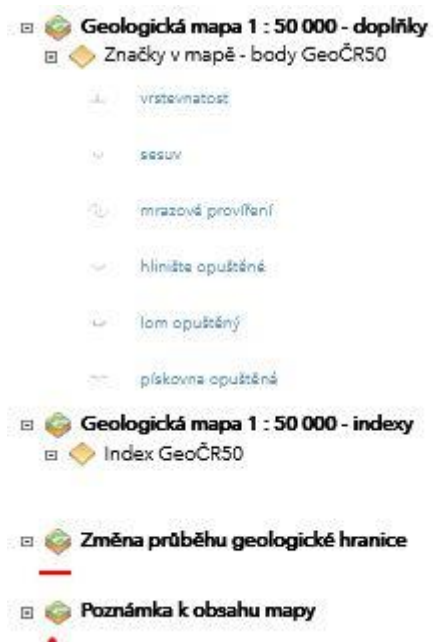 Geologická mapa 1 : 50 000 - doplňky
Značky v mapě - body GeoČR50
vrstevnatost
sesuv
mrazové províření
hliniště opuštěné
lom opuštěný
pískovna opuštěná
Geologická mapa 1 : 50 000 - indexy
Index GeoČR50
Změna průběhu geologické hranice
Poznámka k obsahu mapy